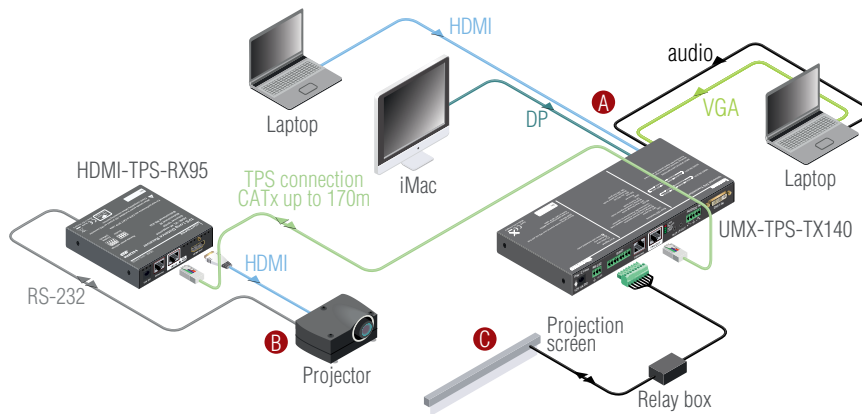 HDMI
audio
A
VGA
DP
Laptop
iMac
Laptop
HDMI-TPS-RX95
TPS connection
CATx up to 170m
UMX-TPS-TX140
HDMI
RS-232
B
Projector
C
Projection
screen
Relay box